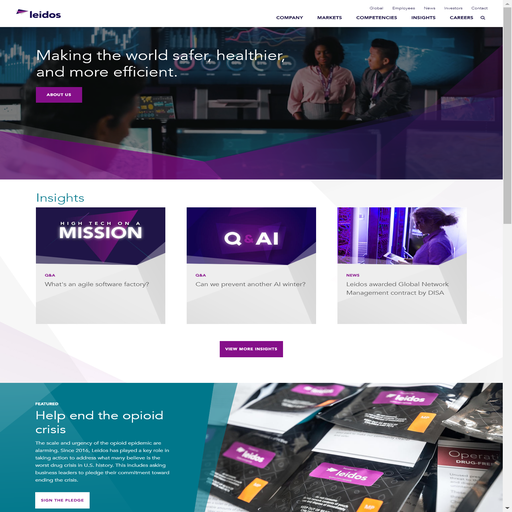 Global Employees News Investors Contact
leidos
COMPANY MARKETS COMPETENCIES INSIGHTS CAREERS
Making the world safer, healthier,
and more efficient.
ABOUT US
Insights
HIGH TECH ON A
MISSION
Q&AI
Q&A
What's an agile software factory?
Q&A
Can we prevent another AI winter?
NEWS
Leidos awarded Global Network
Management contract by DISA
VIEW MORE INSIGHTS
FEATURED
Help end the opioid
crisis
The scale and urgency of the opioid epidemic are
alarming. Since 2016, Leidos has played a key role in
taking action to address what many believe is the
worst drug crisis in U.S. history. This includes asking
business leaders to pledge their commitment toward
ending the crisis.
SIGN THE PLEDGE
leidos
leidos
leidos
Operation
DRUG-FREE